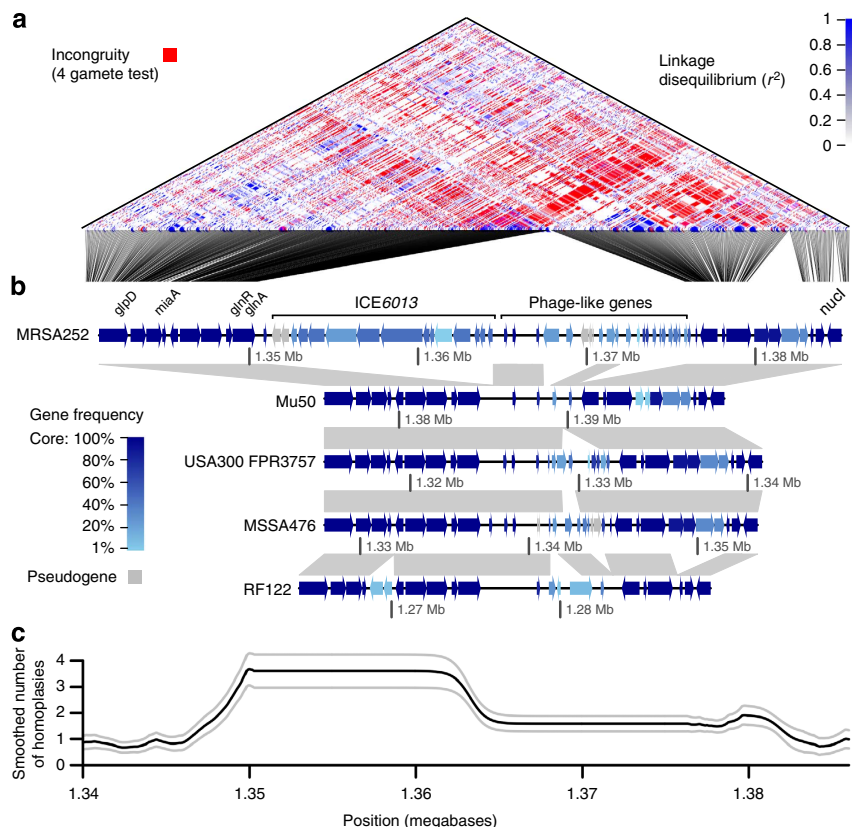 a
Incongruity
(4 gamete test)
Linkage
disequilibrium (r²)
1
0.8
0.6
0.4
0.2
0
b
glpD
miaA
glnR
glnA
ICE6013
Phage-like genes
nucI
MRSA252
1.35 Mb
1.36 Mb
1.37 Mb
1.38 Mb
Mu50
1.38 Mb
1.39 Mb
Gene frequency
Core: 100%
80%
60%
40%
20%
1%
Pseudogene
USA300 FPR3757
1.32 Mb
1.33 Mb
1.34 Mb
MSSA476
1.33 Mb
1.34 Mb
1.35 Mb
RF122
1.27 Mb
1.28 Mb
c
Smoothed number
of homoplasies
4
3
2
1
0
1.34
1.35
1.36
1.37
1.38
Position (megabases)